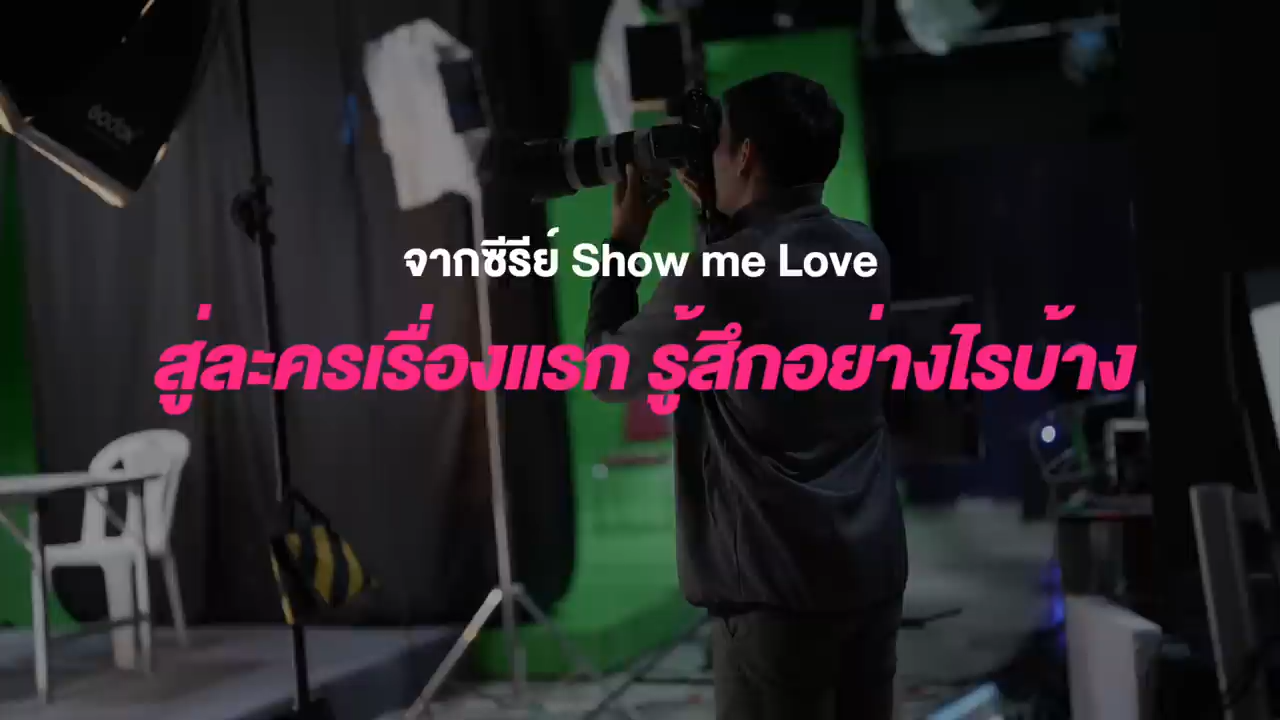 Godox
จากซีรีย์ Show me Love
สู่ละครเรื่องแรก รู้สึกอย่างไรบ้าง